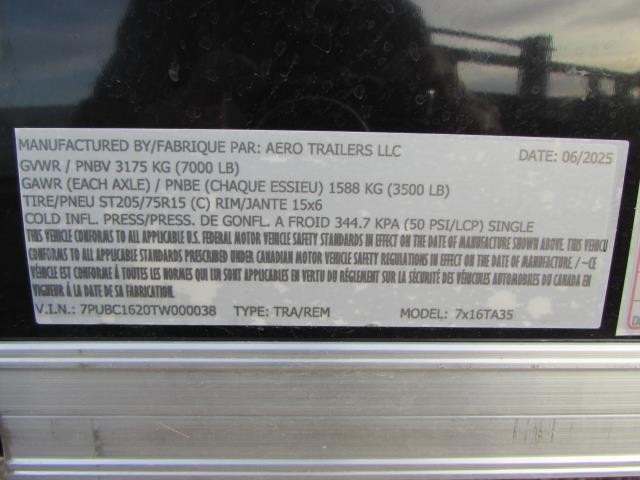 MANUFACTURED BY/FABRIQUE PAR: AERO TRAILERS LLC DATE: 06/2025
GVWR / PNBV 3175 KG (7000 LB)
GAWR (EACH AXLE) / PNBE (CHAQUE ESSIEU) 1588 KG (3500 LB)
TIRE/PNEU ST205/75R15 (C) RIM/JANTE 15x6
COLD INFL. PRESS/PRESS. DE GONFL. A FROID 344.7 KPA (50 PSI/LCP) SINGLE
THIS VEHICLE CONFORMS TO ALL APPLICABLE U.S. FEDERAL MOTOR VEHICLE SAFETY STANDARDS IN EFFECT ON THE DATE OF MANUFACTURE SHOWN ABOVE. THIS
VEHICLE CONFORMS TO ALL APPLICABLE STANDARDS PRESCRIBED UNDER CANADIAN MOTOR VEHICLE SAFETY REGULATIONS IN EFFECT ON THE DATE OF MANUFACTURE. / –CE
VÉHICLE EST CONFORME À TOUTES LES NORMES QUI LUI SONT APPLICABLES EN VERTU DU RÉGLEMENT SUR LA SÉCURITÉ DES VÉHICLES AUTOMOBILES DU CANADA EN
VIGUEUR À LA DATE DE SA FABRICATION.
V.I.N.: 7PUBC1620TW000038 TYPE: TRA/REM MODEL: 7x16TA35